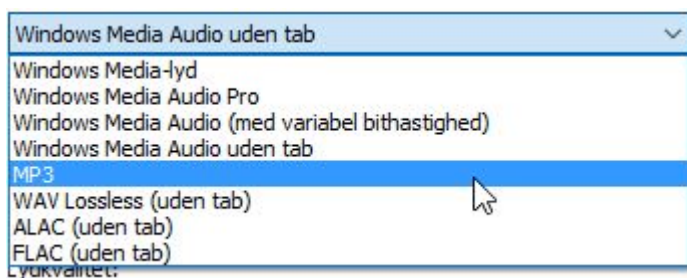 Windows Media Audio uden tab
Windows Media-lyd
Windows Media Audio Pro
Windows Media Audio (med variabel bithastighed)
Windows Media Audio uden tab
MP3
WAV Lossless (uden tab)
ALAC (uden tab)
FLAC (uden tab)
Lydkvalitet: